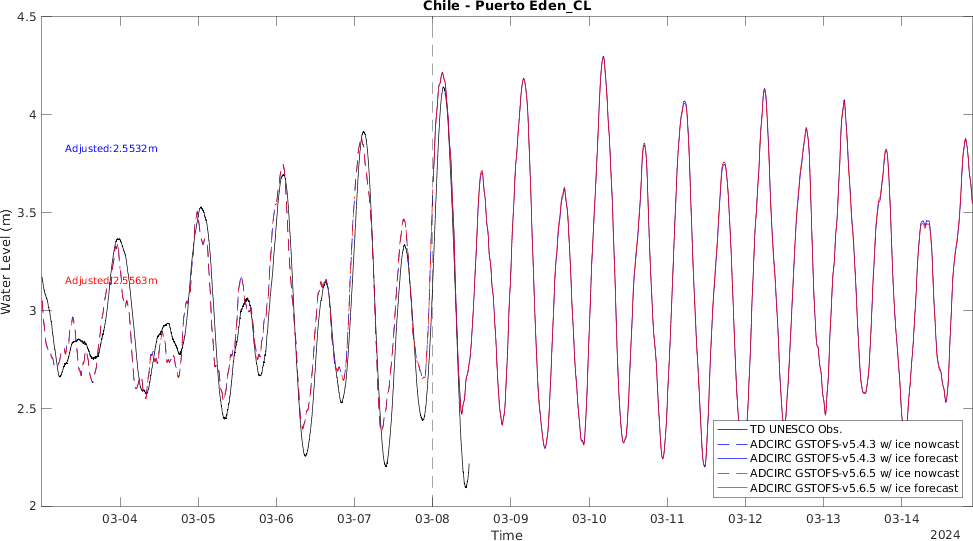 Chile - Puerto Eden_CL
4.5
4
3.5
3
2.5
2
Water Level (m)
Adjusted:2.5532m
Adjusted:2.5563m
TD UNESCO Obs.
ADCIRC GSTOFS-v5.4.3 w/ ice nowcast
ADCIRC GSTOFS-v5.4.3 w/ ice forecast
ADCIRC GSTOFS-v5.6.5 w/ ice nowcast
ADCIRC GSTOFS-v5.6.5 w/ ice forecast
03-04 03-05 03-06 03-07 03-08 03-09 03-10 03-11 03-12 03-13 03-14
Time
2024